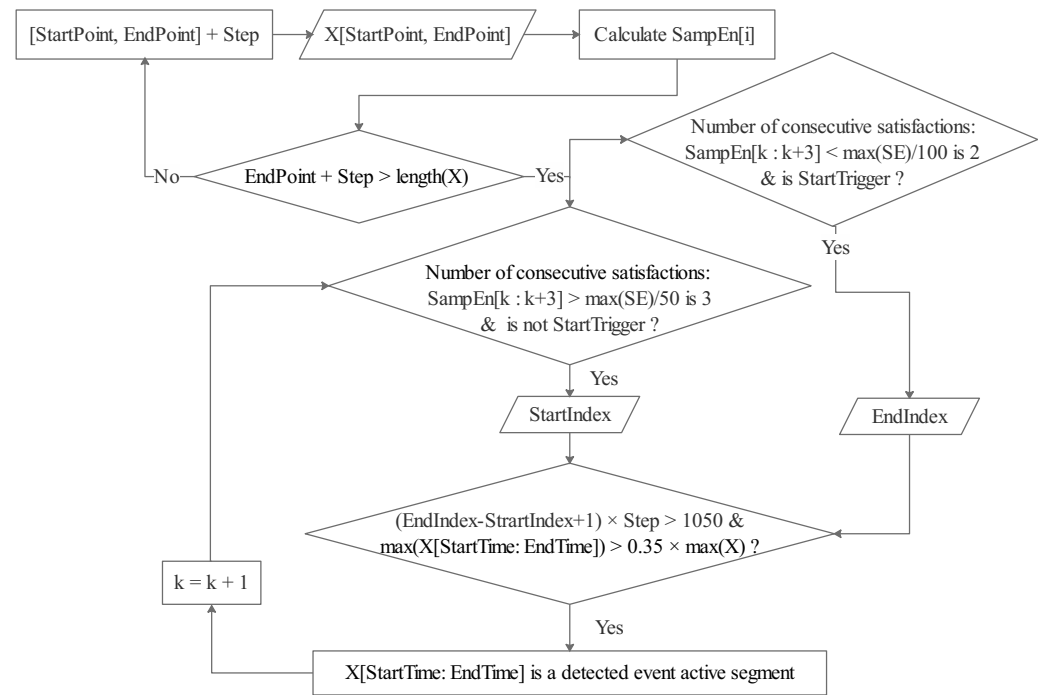 [StartPoint, EndPoint] + Step
X[StartPoint, EndPoint]
Calculate SampEn[i]
Number of consecutive satisfactions:
SampEn[k : k+3] < max(SE)/100 is 2
& is StartTrigger ?
No
EndPoint + Step > length(X)
Yes
Yes
Number of consecutive satisfactions:
SampEn[k : k+3] > max(SE)/50 is 3
& is not StartTrigger ?
Yes
StartIndex
EndIndex
(EndIndex-StrartIndex+1) × Step > 1050 &
max(X[StartTime: EndTime]) > 0.35 × max(X) ?
k = k + 1
Yes
X[StartTime: EndTime] is a detected event active segment